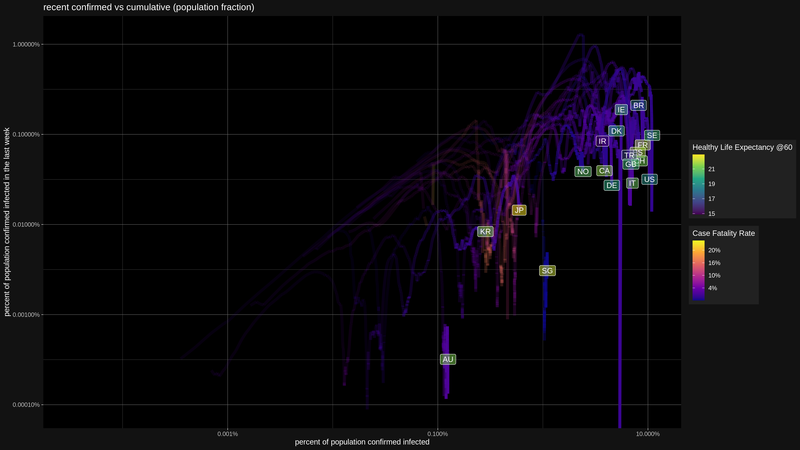 recent confirmed vs cumulative (population fraction)
percent of population confirmed infected in the last week
1.00000%
0.10000%
0.01000%
0.00100%
0.00010%
IE
BR
DK
SE
IR
FR
TR
GB
NO
CA
DE
IT
US
JP
KR
SG
AU
0.001%
0.100%
10.000%
percent of population confirmed infected
Healthy Life Expectancy @60
21
19
17
15
Case Fatality Rate
20%
16%
10%
4%